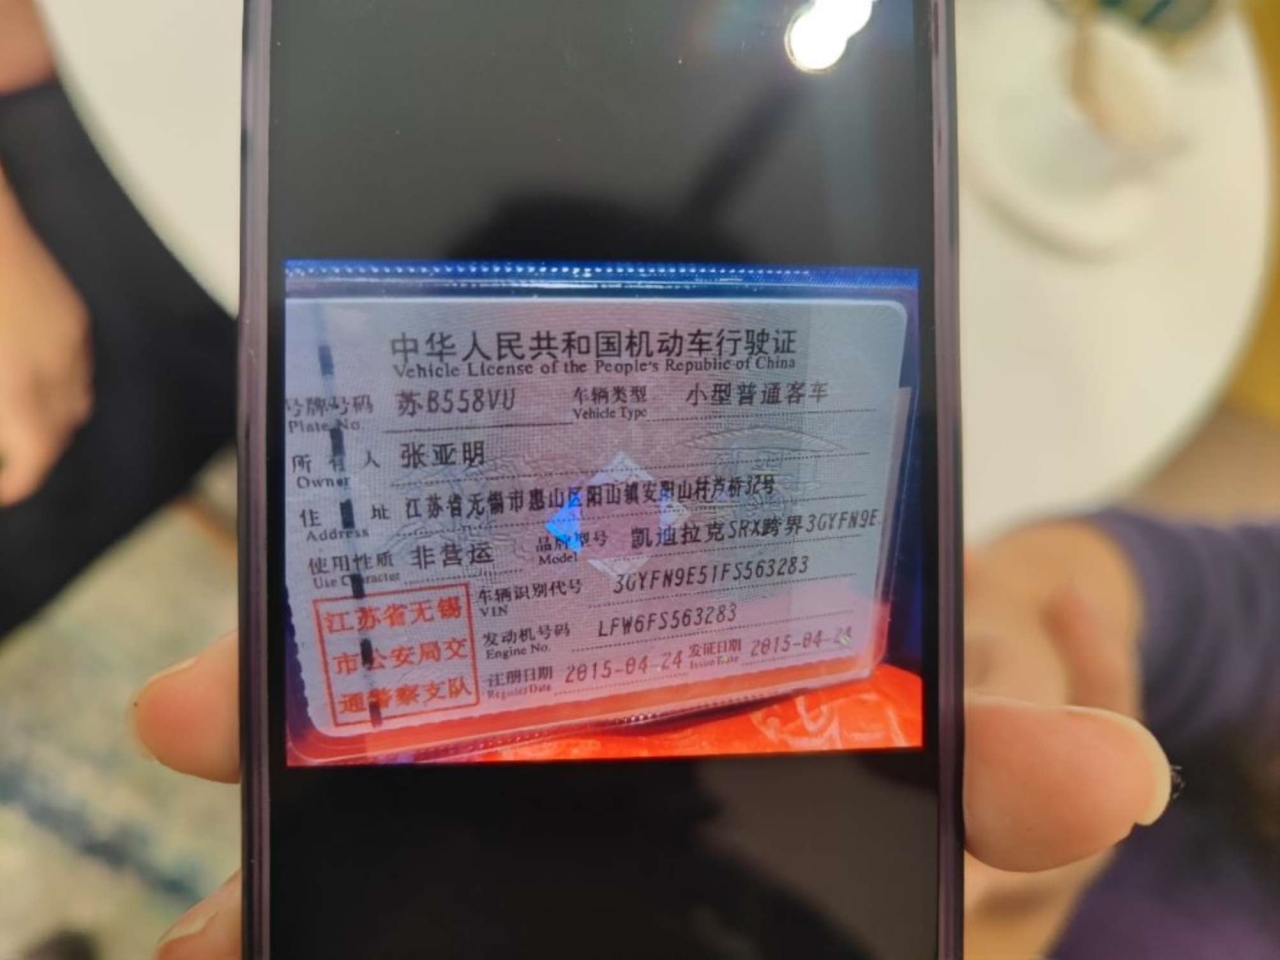 中华人民共和国机动车行驶证
Vehicle License of the People's Republic of China
号牌号码 苏B558VU 车辆类型 小型普通客车
Plate No. Vehicle Type
所有人 张亚明
Owner
住址 江苏省无锡市惠山区阳山镇安阳山村芦桥32号
Address
使用性质 非营运 品牌型号 凯迪拉克SRX跨界3GYFN9E
Use Character Model
车辆识别代号 3GYFN9E51FS563283
VIN
发动机号码 LFW6FS563283
Engine No.
注册日期 2015-04-24 发证日期 2015-04-24
Register Date Issue Date
江苏省无锡
市公安局交
通警察支队